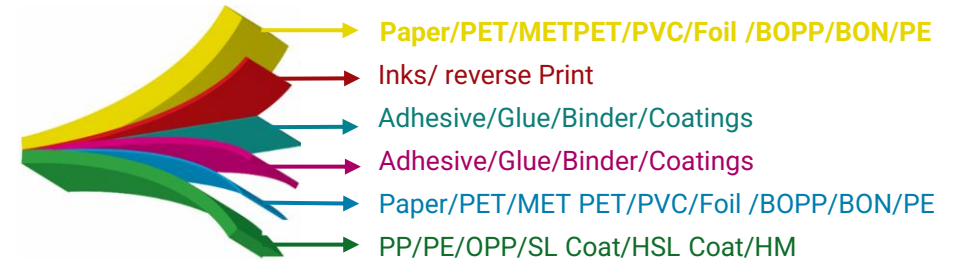 Paper/PET/METPET/PVC/Foil /BOPP/BON/PE
Inks/ reverse Print
Adhesive/Glue/Binder/Coatings
Adhesive/Glue/Binder/Coatings
Paper/PET/MET PET/PVC/Foil /BOPP/BON/PE
PP/PE/OPP/SL Coat/HSL Coat/HM